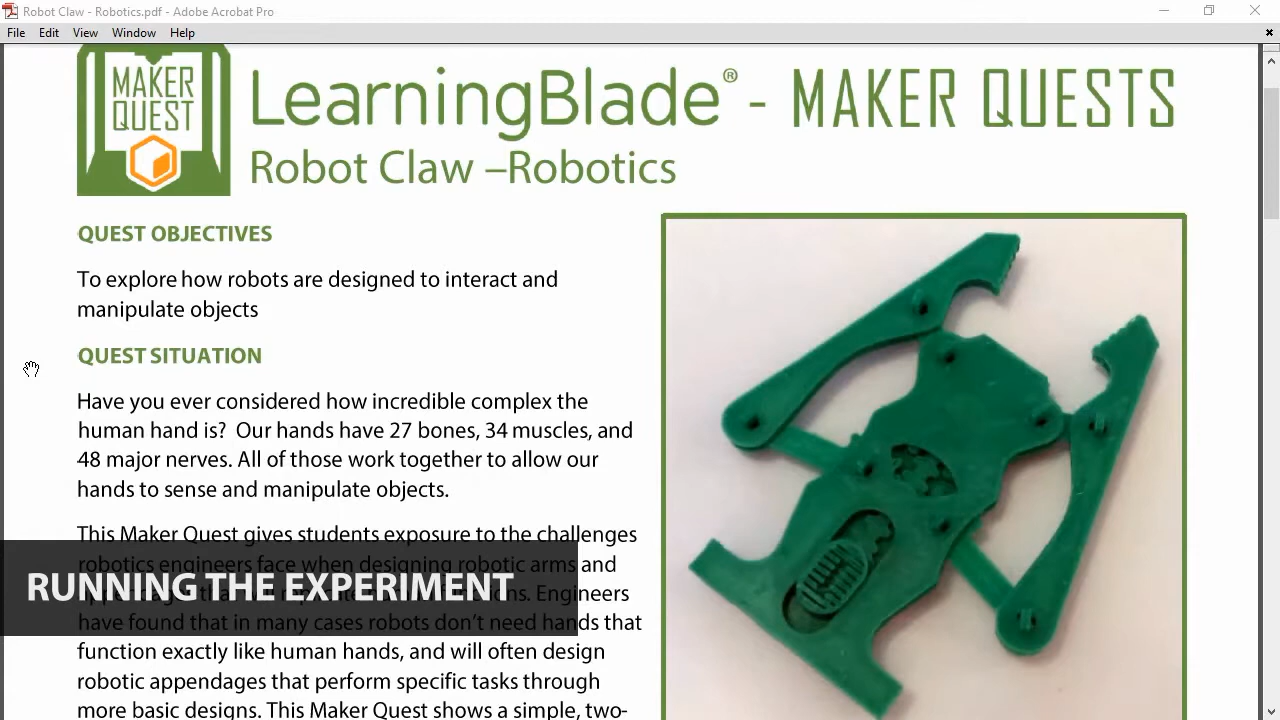 Robot Claw - Robotics.pdf - Adobe Acrobat Pro
File Edit View Window Help
MAKER
QUEST
LearningBlade® - MAKER QUESTS
Robot Claw –Robotics
QUEST OBJECTIVES
To explore how robots are designed to interact and
manipulate objects
QUEST SITUATION
Have you ever considered how incredible complex the
human hand is? Our hands have 27 bones, 34 muscles, and
48 major nerves. All of those work together to allow our
hands to sense and manipulate objects.
This Maker Quest gives students exposure to the challenges
robotics engineers face when designing robotic arms and
Engineers
RUNNING THE EXPERIMENT
have found that in many cases robots don't need hands that
function exactly like human hands, and will often design
robotic appendages that perform specific tasks through
more basic designs. This Maker Quest shows a simple, two-